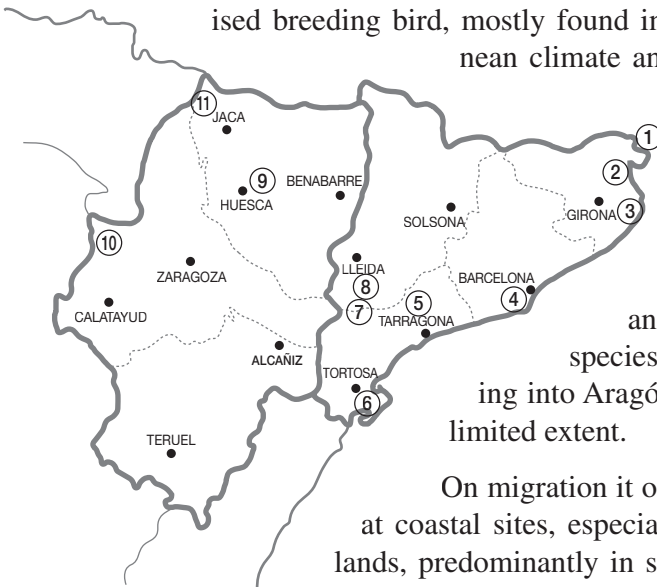 ised breeding bird, mostly found in
nean climate an
11
JACA
1
9
BENABARRE
2
HUESCA
SOLSONA
GIRONA 3
10
ZARAGOZA
LLEIDA
8
BARCELONA
CALATAYUD
7
5
4
TARRAGONA
an
ALCAÑIZ
species
TORTOSA
6
ing into Aragó
limited extent.
TERUEL
On migration it o
at coastal sites, especia
lands, predominantly in s